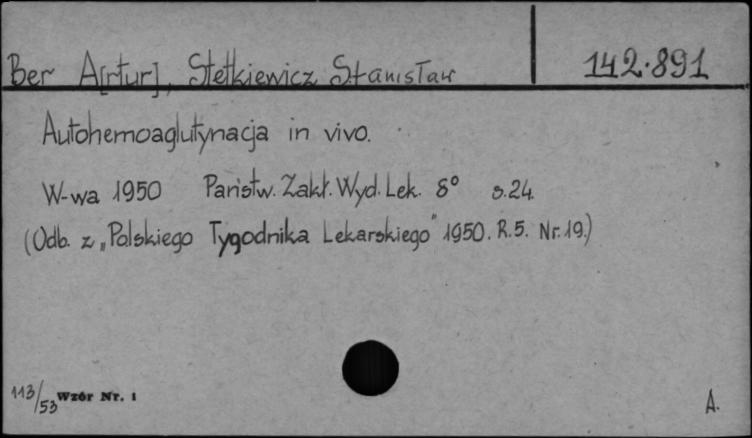 Ber A[rtur], Stetkiewicz Stanisław 142.891
Autohemoaglutynacja in vivo.
W-wa 1950 Państw. Zakł. Wyd. Lek. 8° s. 24.
(Odb. z „Polskiego Tygodnika Lekarskiego" 1950. R. 5. Nr. 19.)
113/53 Wzór Nr. 1
A.